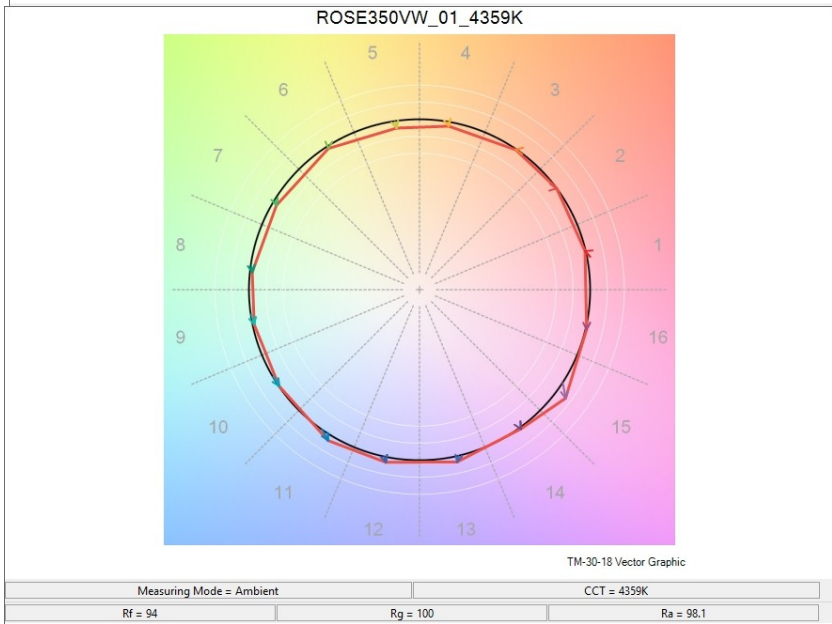 ROSE350VW_01_4359K
5 4
6 3
7 2
8 1
9 16
10 15
11 14
12 13
TM-30-18 Vector Graphic
Measuring Mode = Ambient CCT = 4359K
Rf = 94 Rg = 100 Ra = 98.1